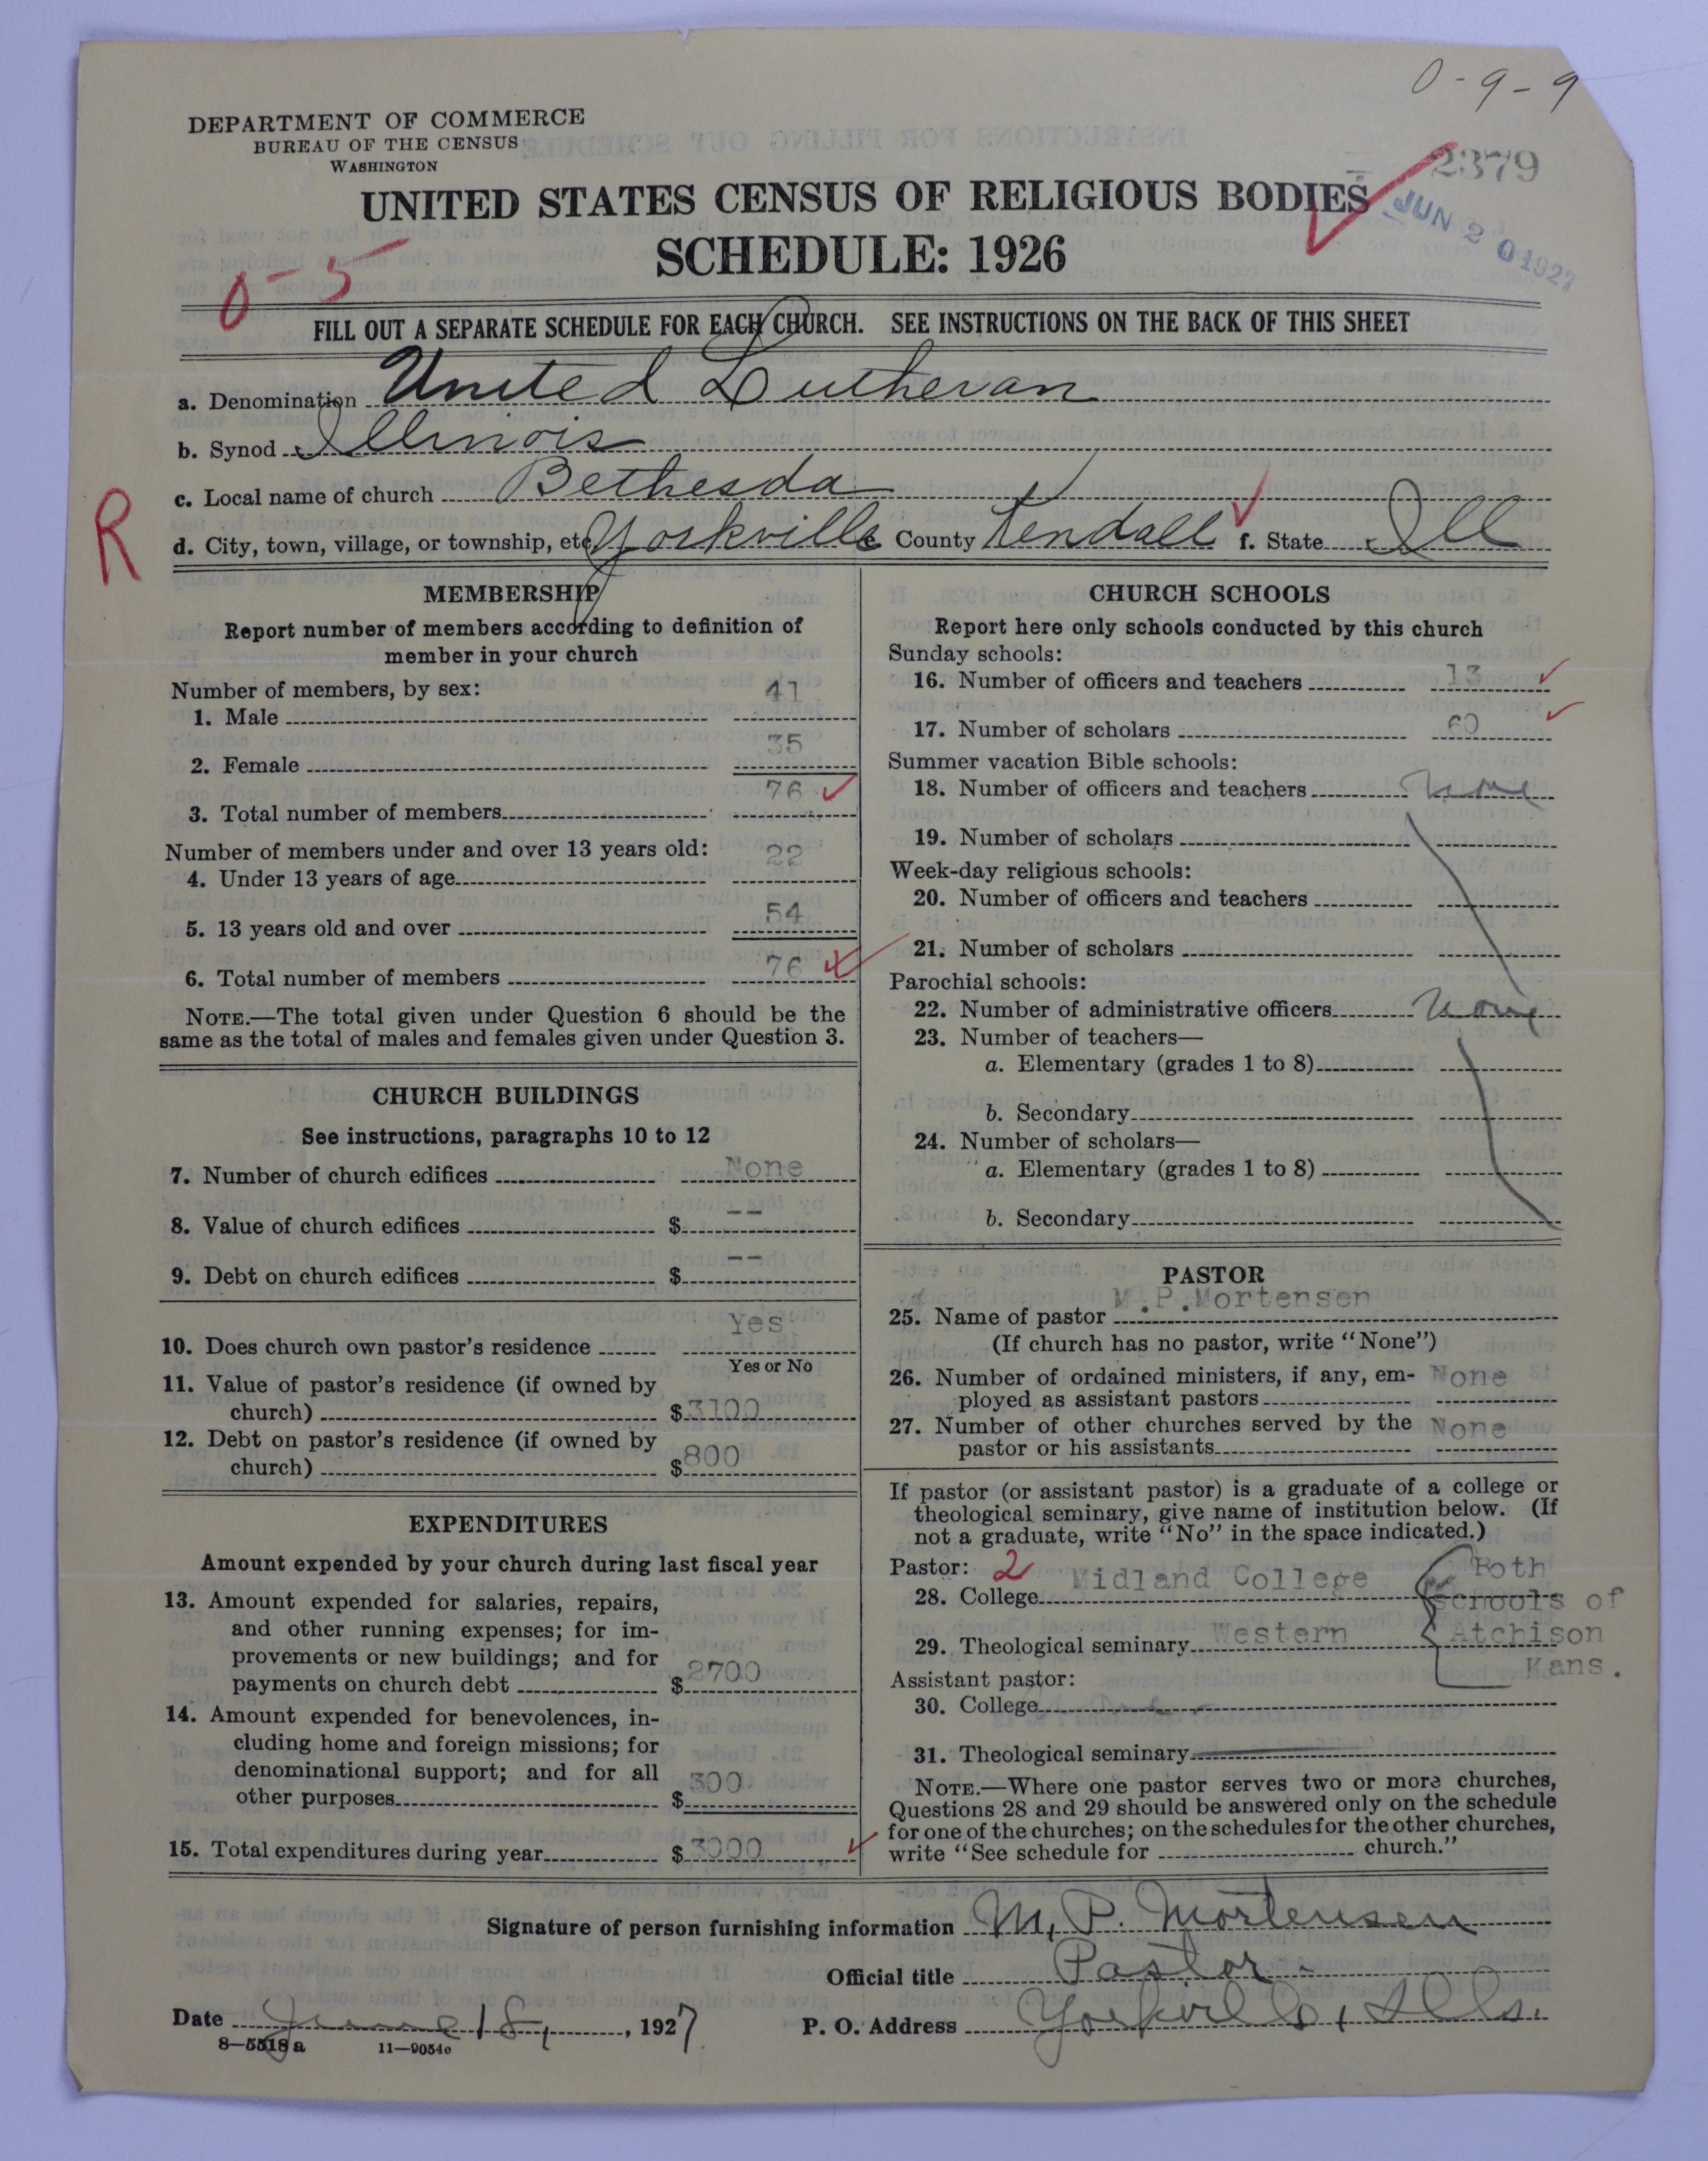 0-9-9
DEPARTMENT OF COMMERCE
BUREAU OF THE CENSUS
WASHINGTON
2379
JUN 20 1927
UNITED STATES CENSUS OF RELIGIOUS BODIES
SCHEDULE: 1926
0-5
FILL OUT A SEPARATE SCHEDULE FOR EACH CHURCH. SEE INSTRUCTIONS ON THE BACK OF THIS SHEET
a. Denomination United Lutheran
b. Synod Illinois
c. Local name of church Bethesda
R
d. City, town, village, or township, etc. Yorkville e. County Kendall f. State Ill
MEMBERSHIP
Report number of members according to definition of
member in your church
Number of members, by sex:
1. Male 41
2. Female 35
3. Total number of members 76
Number of members under and over 13 years old:
4. Under 13 years of age 22
5. 13 years old and over 54
6. Total number of members 76
NOTE.—The total given under Question 6 should be the
same as the total of males and females given under Question 3.
CHURCH BUILDINGS
See instructions, paragraphs 10 to 12
7. Number of church edifices None
8. Value of church edifices $ --
9. Debt on church edifices $ --
10. Does church own pastor's residence Yes
Yes or No
11. Value of pastor's residence (if owned by
church) $3100
12. Debt on pastor's residence (if owned by
church) $800
EXPENDITURES
Amount expended by your church during last fiscal year
13. Amount expended for salaries, repairs,
and other running expenses; for im-
provements or new buildings; and for
payments on church debt $2700
14. Amount expended for benevolences, in-
cluding home and foreign missions; for
denominational support; and for all
other purposes $300
15. Total expenditures during year $3000
CHURCH SCHOOLS
Report here only schools conducted by this church
Sunday schools:
16. Number of officers and teachers 13
17. Number of scholars 60
Summer vacation Bible schools:
18. Number of officers and teachers None
19. Number of scholars
Week-day religious schools:
20. Number of officers and teachers
21. Number of scholars
Parochial schools:
22. Number of administrative officers None
23. Number of teachers—
a. Elementary (grades 1 to 8)
b. Secondary
24. Number of scholars—
a. Elementary (grades 1 to 8)
b. Secondary
PASTOR
25. Name of pastor M.P.Mortensen
(If church has no pastor, write "None")
26. Number of ordained ministers, if any, em-
ployed as assistant pastors None
27. Number of other churches served by the
pastor or his assistants None
If pastor (or assistant pastor) is a graduate of a college or
theological seminary, give name of institution below. (If
not a graduate, write "No" in the space indicated.)
Pastor: 2
28. College Midland College Both
Schools of
29. Theological seminary Western Atchison
Kans.
Assistant pastor:
30. College
31. Theological seminary
NOTE.—Where one pastor serves two or more churches,
Questions 28 and 29 should be answered only on the schedule
for one of the churches; on the schedules for the other churches,
write "See schedule for church."
Signature of person furnishing information M. P. Mortensen
Official title Pastor
Date June 18, 1927
P. O. Address Yorkville, Ills.
8—5518 a 11—9054c